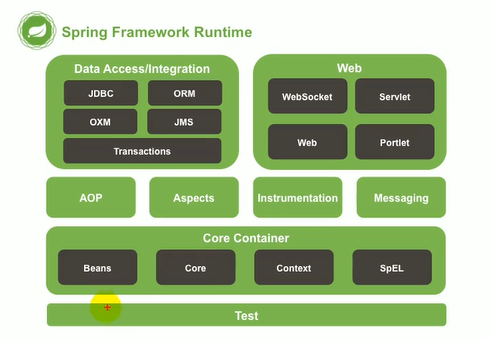 Spring Framework Runtime
Data Access/Integration
JDBC
ORM
OXM
JMS
Transactions
Web
WebSocket
Servlet
Web
Portlet
AOP
Aspects
Instrumentation
Messaging
Core Container
Beans
Core
Context
SpEL
Test